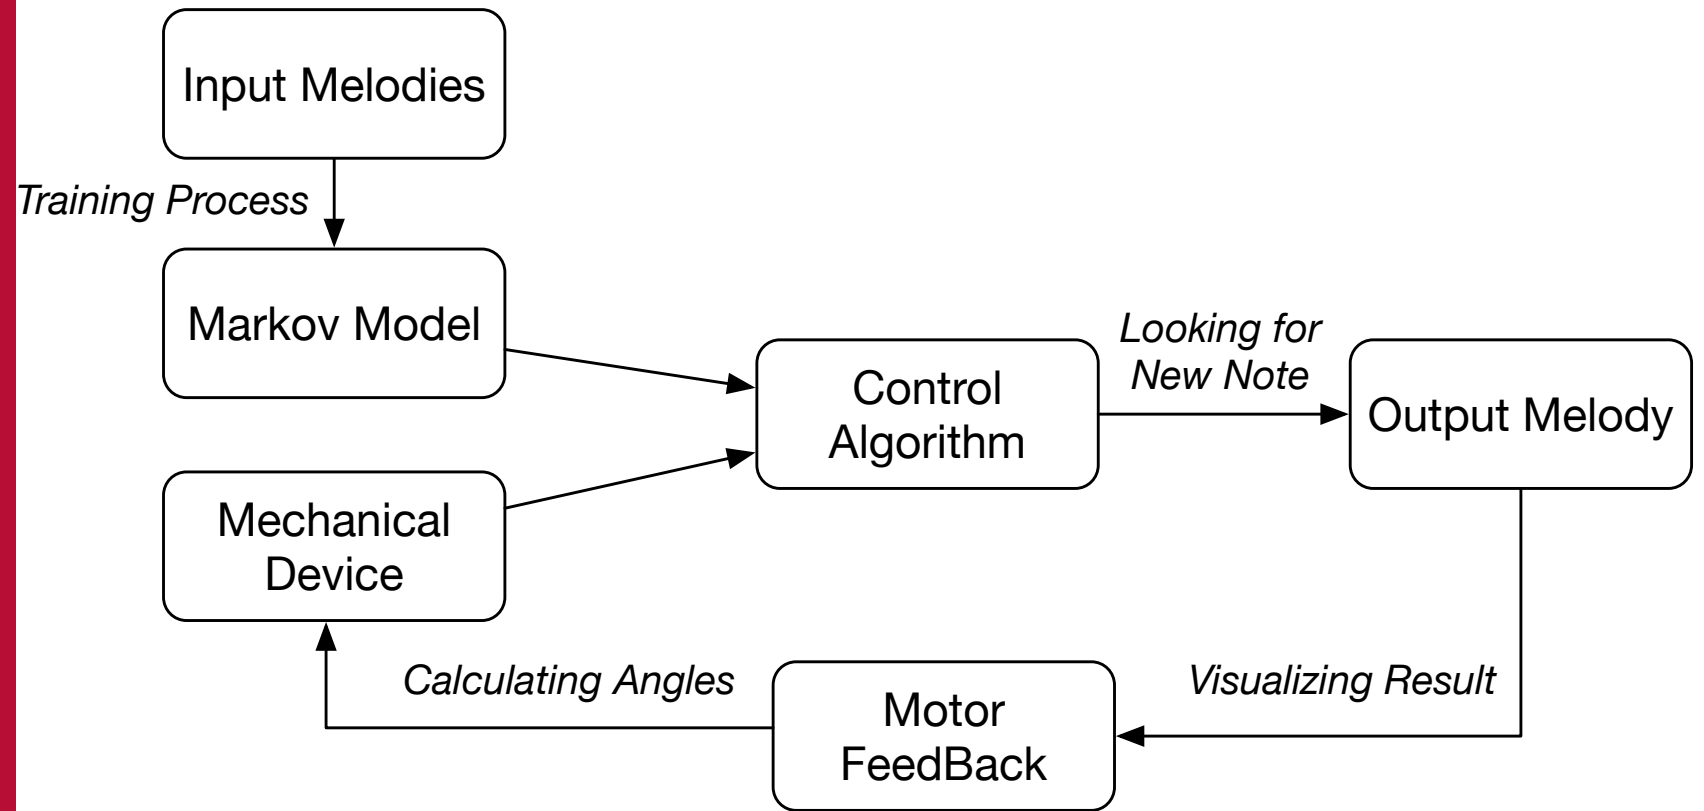 Input Melodies
Training Process
Markov Model
Looking for
New Note
Control
Algorithm
Output Melody
Mechanical
Device
Calculating Angles
Visualizing Result
Motor
FeedBack